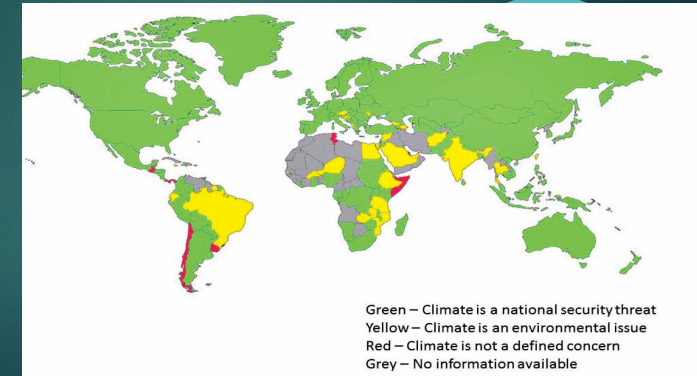 Green – Climate is a national security threat
Yellow – Climate is an environmental issue
Red – Climate is not a defined concern
Grey – No information available